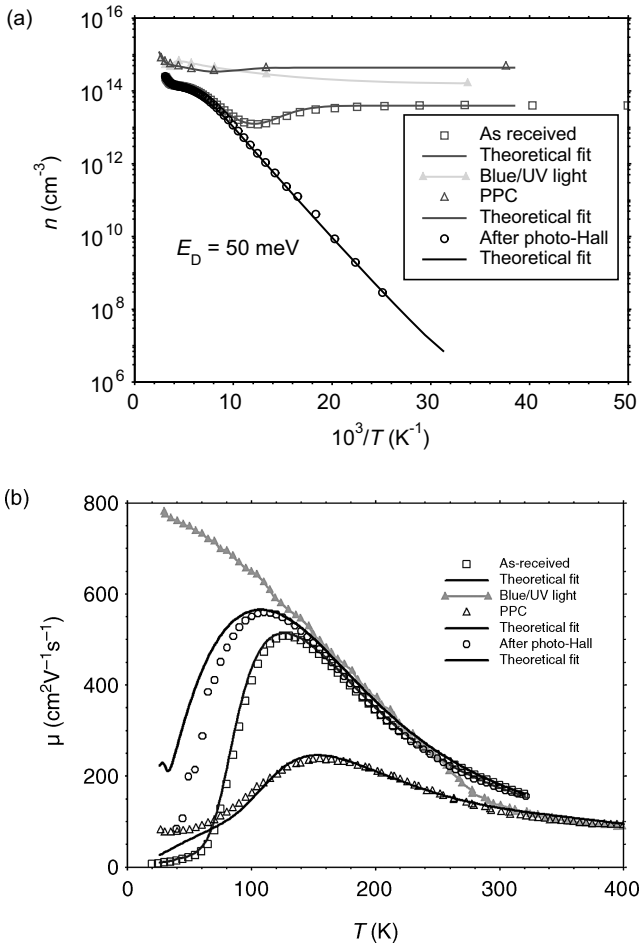 (a)
10^16
10^14
10^12
10^10
10^8
10^6
n (cm^-3)
E_D = 50 meV
As received
Theoretical fit
Blue/UV light
PPC
Theoretical fit
After photo-Hall
Theoretical fit
0 10 20 30 40 50
10^3/T (K^-1)
(b)
800
600
400
200
0
μ (cm^2V^−1s^−1)
As-received
Theoretical fit
Blue/UV light
PPC
Theoretical fit
After photo-Hall
Theoretical fit
0 100 200 300 400
T (K)